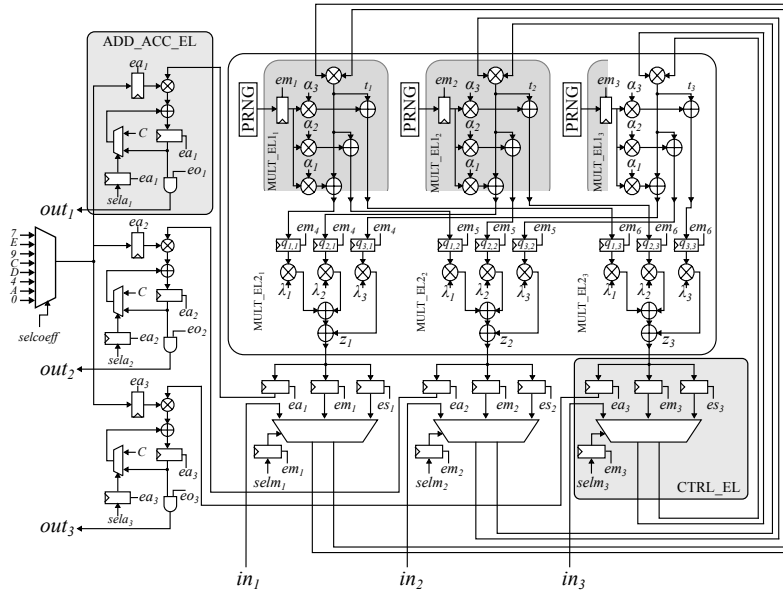 ADD_ACC_EL
ea1
C
ea1
ea1
sela1
eo1
out1
7
E
9
C
D
4
A
0
selcoeff
ea2
C
ea2
ea2
sela2
eo2
out2
ea3
C
ea3
ea3
sela3
eo3
out3
PRNG
em1
α3
t1
α2
α1
MULT_EL11
PRNG
em2
α3
t2
α2
α1
MULT_EL12
PRNG
em3
α3
t3
α2
α1
MULT_EL13
em4 em4 em4 em5 em5 em5 em6 em6 em6
q1,1 q2,1 q3,1 q1,2 q2,2 q3,2 q1,3 q2,3 q3,3
λ1 λ2 λ3 λ1 λ2 λ3 λ1 λ2 λ3
MULT_EL21
MULT_EL22
MULT_EL23
z1 z2 z3
ea1 em1 es1 ea2 em2 es2 ea3 em3 es3
em1 em2 em3
selm1 selm2 selm3
CTRL_EL
in1 in2 in3